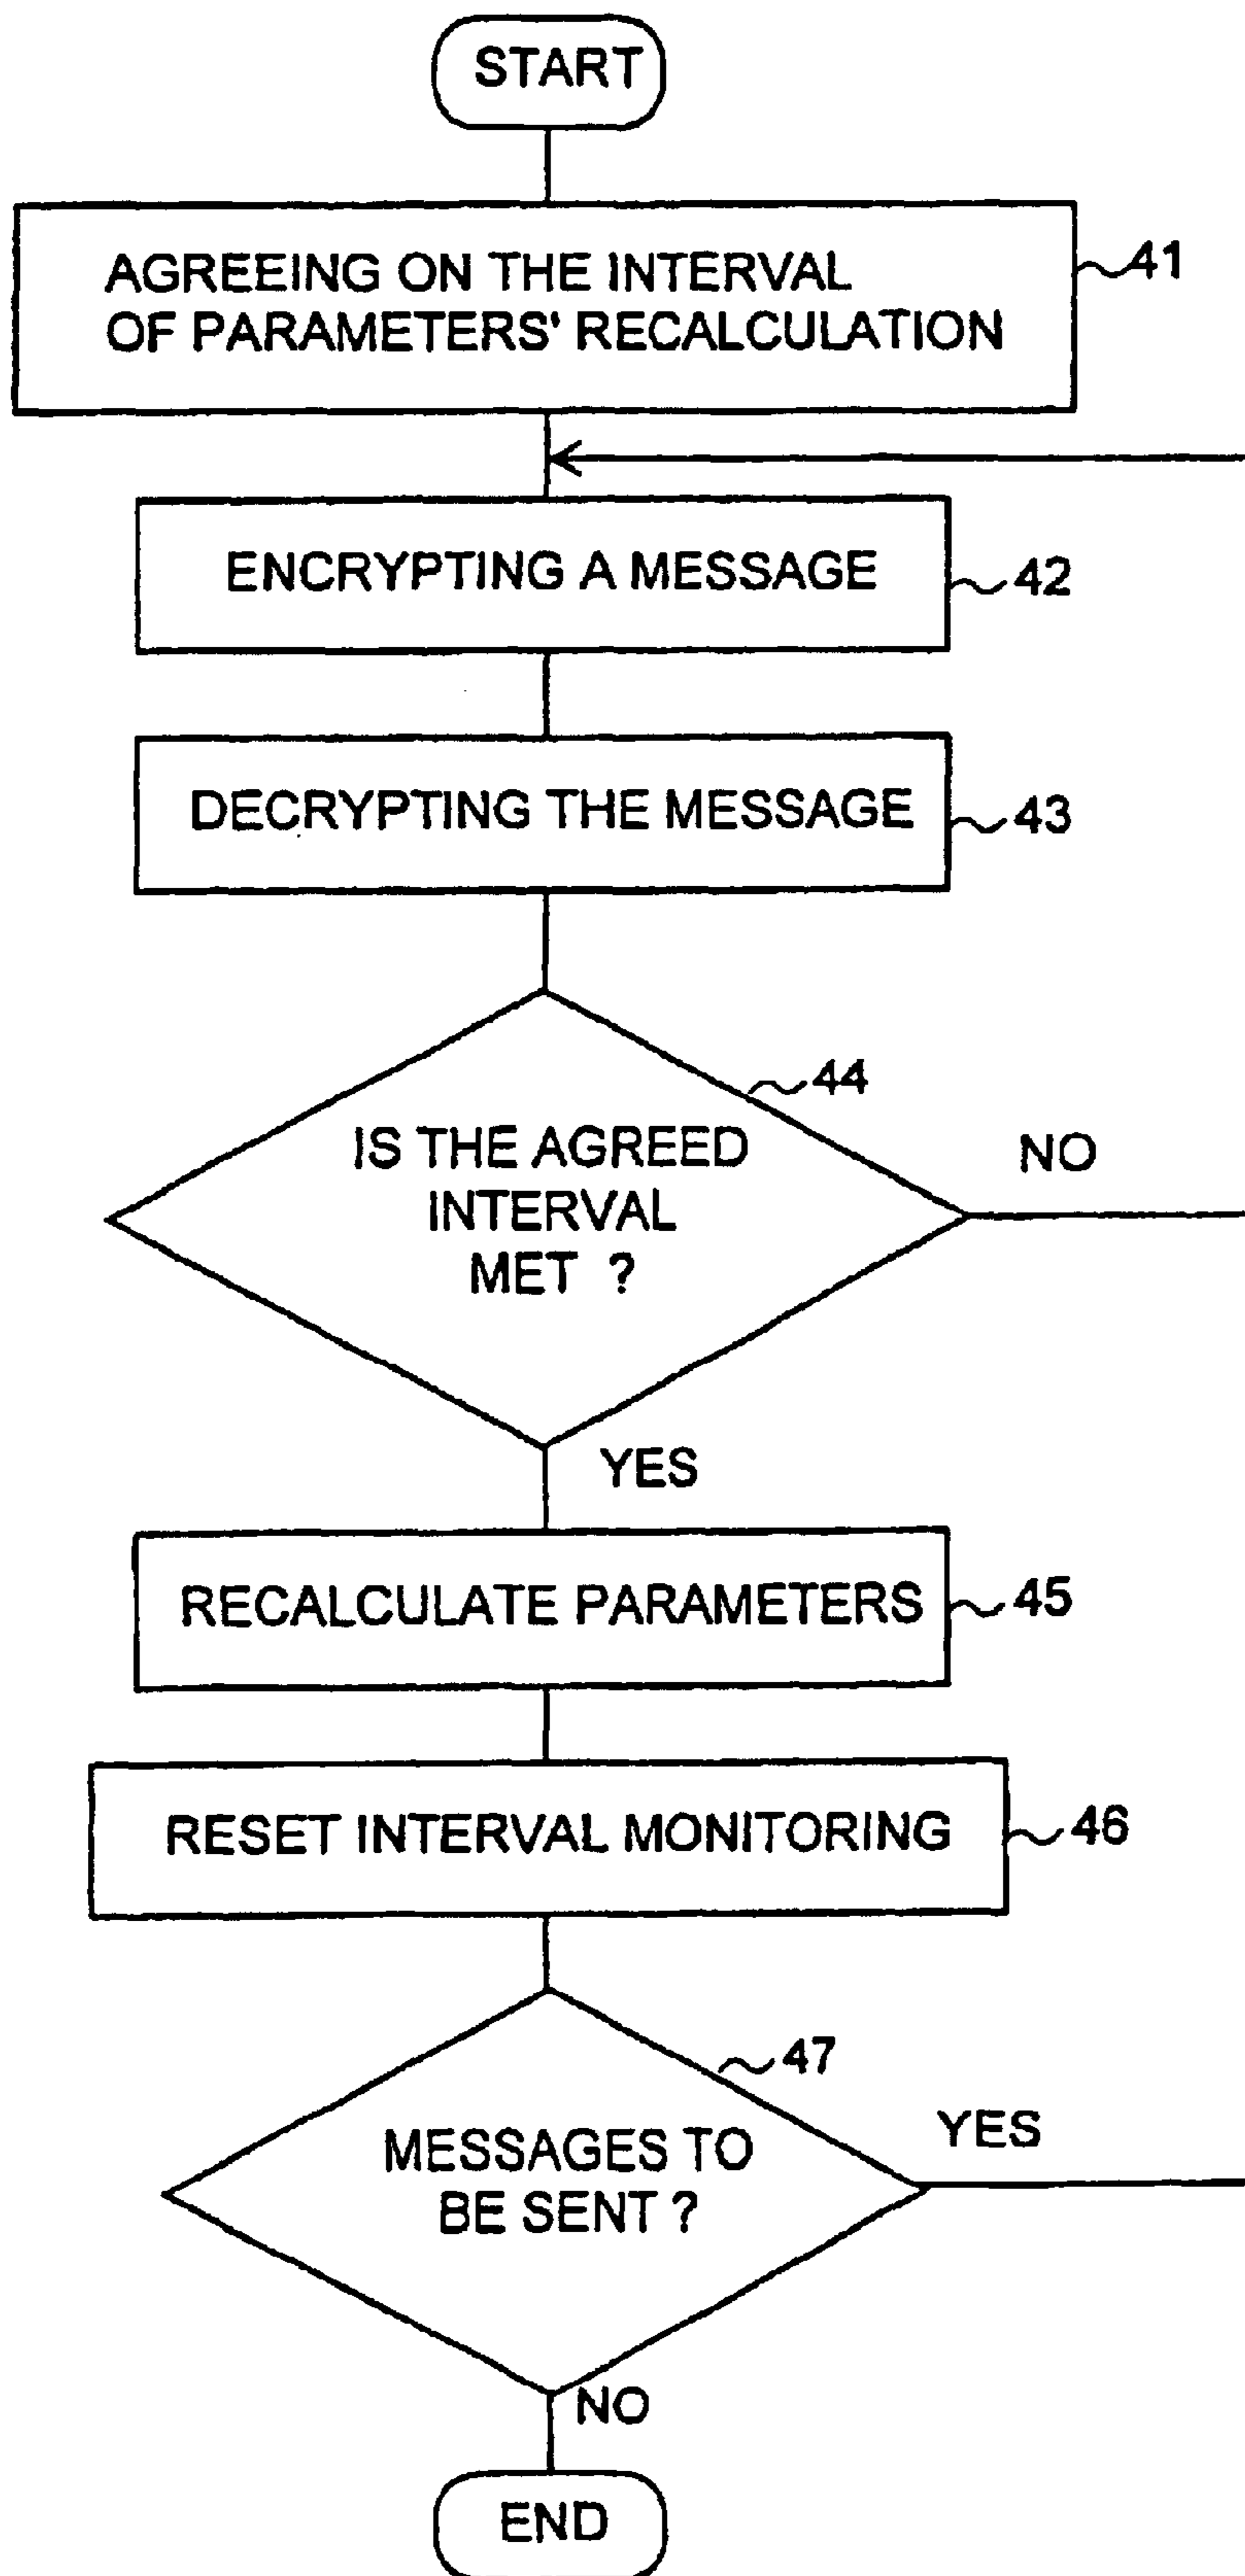 START
AGREEING ON THE INTERVAL
OF PARAMETERS' RECALCULATION
41
ENCRYPTING A MESSAGE
42
DECRYPTING THE MESSAGE
43
44
IS THE AGREED
INTERVAL
MET ?
NO
YES
RECALCULATE PARAMETERS
45
RESET INTERVAL MONITORING
46
47
MESSAGES TO
BE SENT ?
YES
NO
END